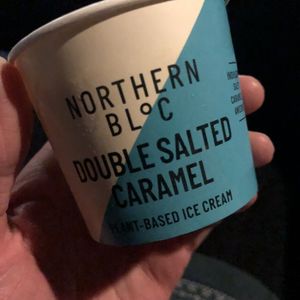 NORTHERN
BLOC
DOUBLE SALTED
CARAMEL
PLANT-BASED ICE CREAM